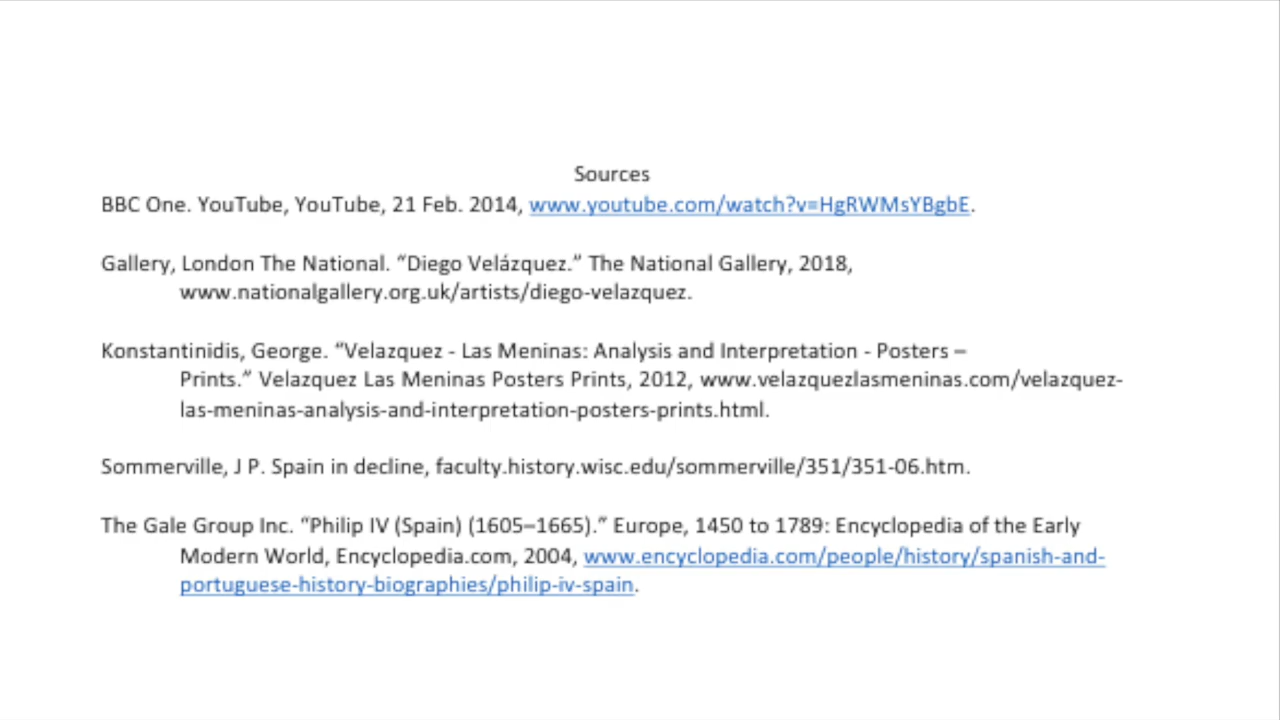 Sources
BBC One. YouTube, YouTube, 21 Feb. 2014, www.youtube.com/watch?v=HgRWMsYBgbE.
Gallery, London The National. “Diego Velázquez.” The National Gallery, 2018,
www.nationalgallery.org.uk/artists/diego-velazquez.
Konstantinidis, George. “Velazquez - Las Meninas: Analysis and Interpretation - Posters –
Prints.” Velazquez Las Meninas Posters Prints, 2012, www.velazquezlasmeninas.com/velazquez-
las-meninas-analysis-and-interpretation-posters-prints.html.
Sommerville, J P. Spain in decline, faculty.history.wisc.edu/sommerville/351/351-06.htm.
The Gale Group Inc. “Philip IV (Spain) (1605–1665).” Europe, 1450 to 1789: Encyclopedia of the Early
Modern World, Encyclopedia.com, 2004, www.encyclopedia.com/people/history/spanish-and-
portuguese-history-biographies/philip-iv-spain.